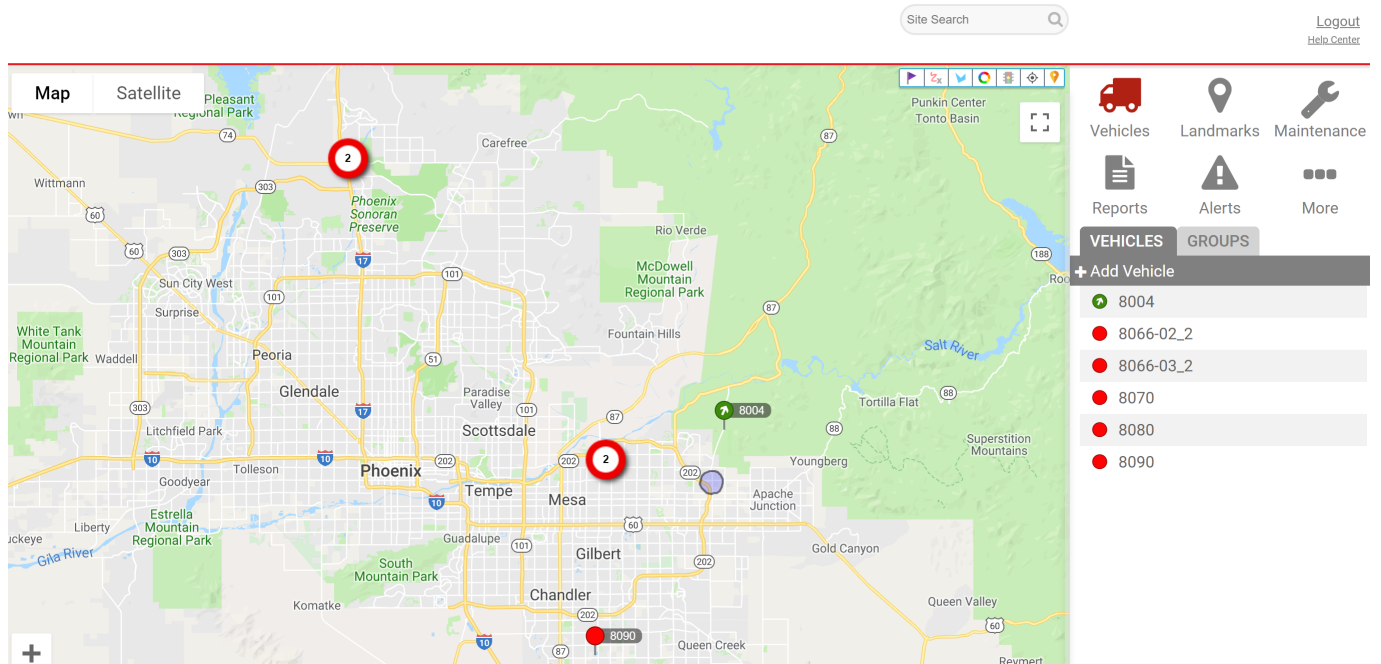 Site Search
Logout
Help Center
Map
Satellite
Pleasant
Regional Park
74
Carefree
87
Punkin Center
Tonto Basin
2
Wittmann
303
60
Phoenix
Sonoran
Preserve
Rio Verde
60
303
17
101
McDowell
Mountain
Regional Park
188
Sun City West
101
Surprise
87
White Tank
Mountain
Regional Park
Waddell
Peoria
51
Fountain Hills
Salt River
Glendale
Paradise
Valley
88
Tortilla Flat
303
17
101
87
8004
Litchfield Park
Scottsdale
88
Superstition
Mountains
10
10
Tolleson
Phoenix
202
202
2
202
Youngberg
Goodyear
Tempe
Mesa
Apache
Junction
10
Estrella
Mountain
Regional Park
Liberty
60
Guadalupe
101
Gilbert
Gold Canyon
Gila River
South
Mountain Park
202
Komatke
Chandler
Queen Valley
202
60
8090
10
87
Queen Creek
Vehicles
Landmarks
Maintenance
Reports
Alerts
More
VEHICLES
GROUPS
Add Vehicle
8004
8066-02_2
8066-03_2
8070
8080
8090